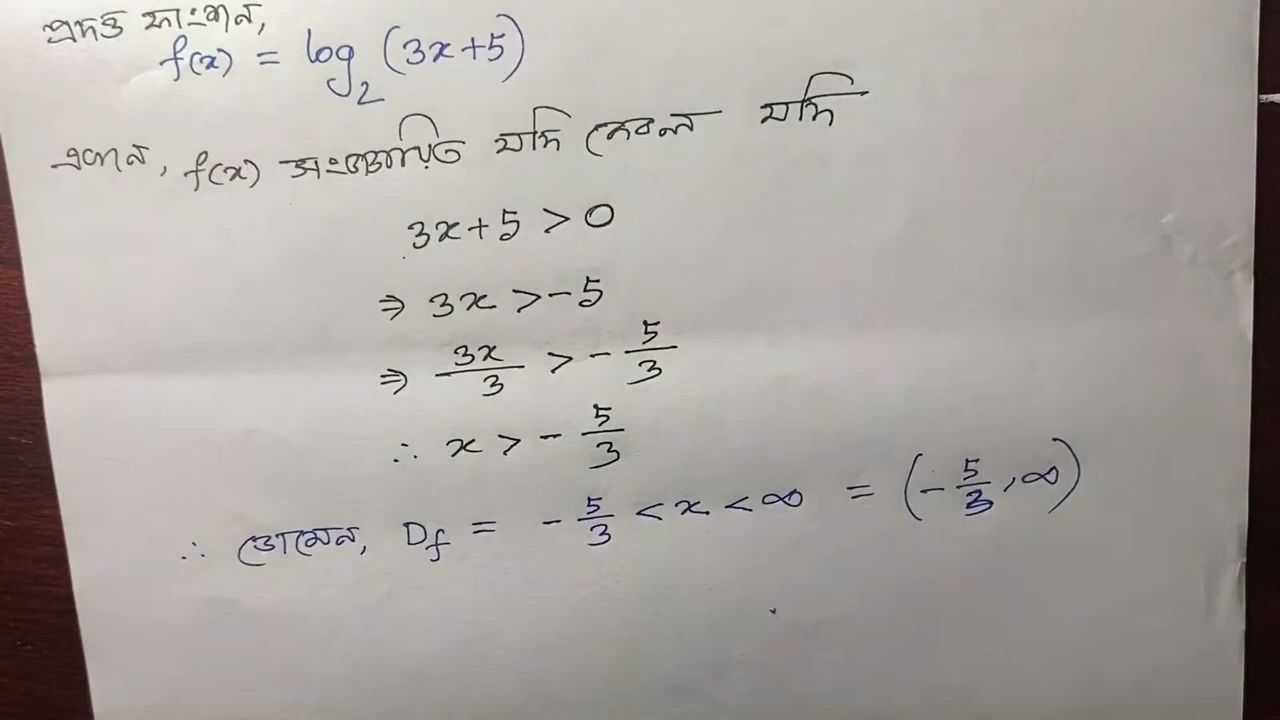 প্রদত্ত ফাংশন,
f(x) = log₂ (3x+5)
এখন, f(x) সংজ্ঞায়িত যদি কেবল যদি
3x+5 > 0
⇒ 3x > -5
⇒ 3x/3 > - 5/3
∴ x > - 5/3
∴ ডোমেন, D_f = - 5/3 < x < ∞ = (- 5/3, ∞)